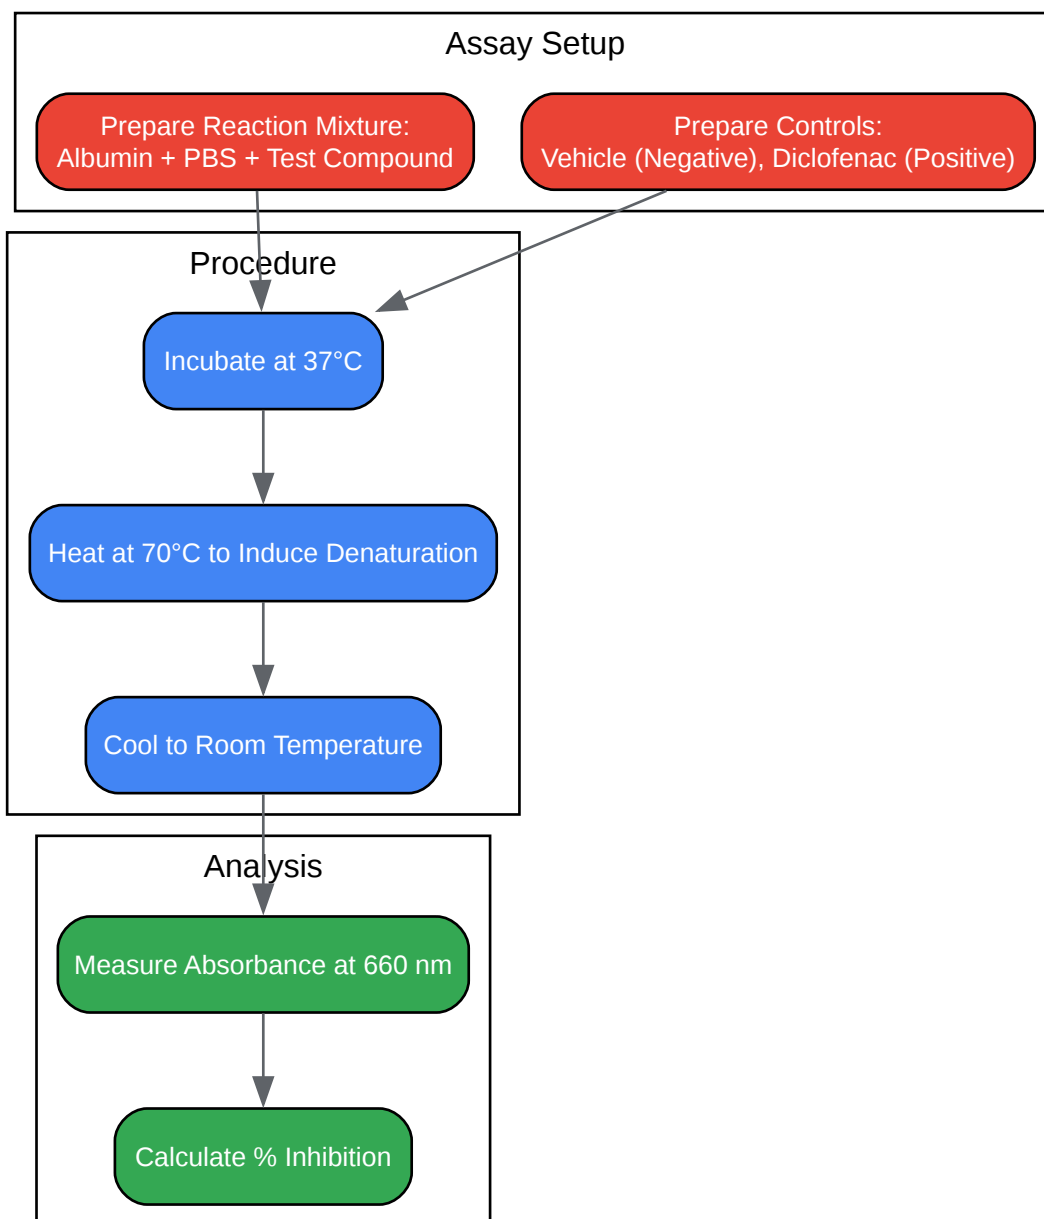 Assay Setup
Prepare Reaction Mixture:
Albumin + PBS + Test Compound
Prepare Controls:
Vehicle (Negative), Diclofenac (Positive)
Procedure
Incubate at 37°C
Heat at 70°C to Induce Denaturation
Cool to Room Temperature
Analysis
Measure Absorbance at 660 nm
Calculate % Inhibition